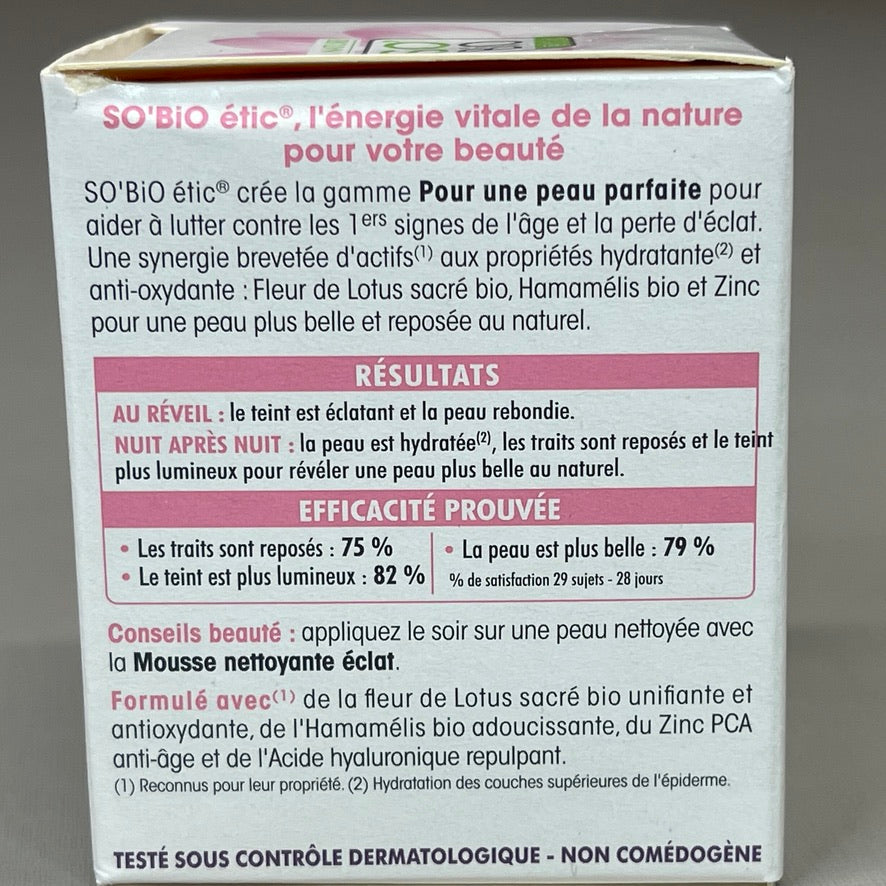 SO'BiO étic®, l'énergie vitale de la nature
pour votre beauté
SO'BiO étic® crée la gamme Pour une peau parfaite pour
aider à lutter contre les 1ers signes de l'âge et la perte d'éclat.
Une synergie brevetée d'actifs(1) aux propriétés hydratante(2) et
anti-oxydante : Fleur de Lotus sacré bio, Hamamélis bio et Zinc
pour une peau plus belle et reposée au naturel.
RÉSULTATS
AU RÉVEIL : le teint est éclatant et la peau rebondie.
NUIT APRÈS NUIT : la peau est hydratée(2), les traits sont reposés et le teint
plus lumineux pour révéler une peau plus belle au naturel.
EFFICACITÉ PROUVÉE
• Les traits sont reposés : 75 %
• Le teint est plus lumineux : 82 %
• La peau est plus belle : 79 %
% de satisfaction 29 sujets - 28 jours
Conseils beauté : appliquez le soir sur une peau nettoyée avec
la Mousse nettoyante éclat.
Formulé avec(1) de la fleur de Lotus sacré bio unifiante et
antioxydante, de l'Hamamélis bio adoucissante, du Zinc PCA
anti-âge et de l'Acide hyaluronique repulpant.
(1) Reconnus pour leur propriété. (2) Hydratation des couches supérieures de l'épiderme.
TESTÉ SOUS CONTRÔLE DERMATOLOGIQUE - NON COMÉDOGÈNE